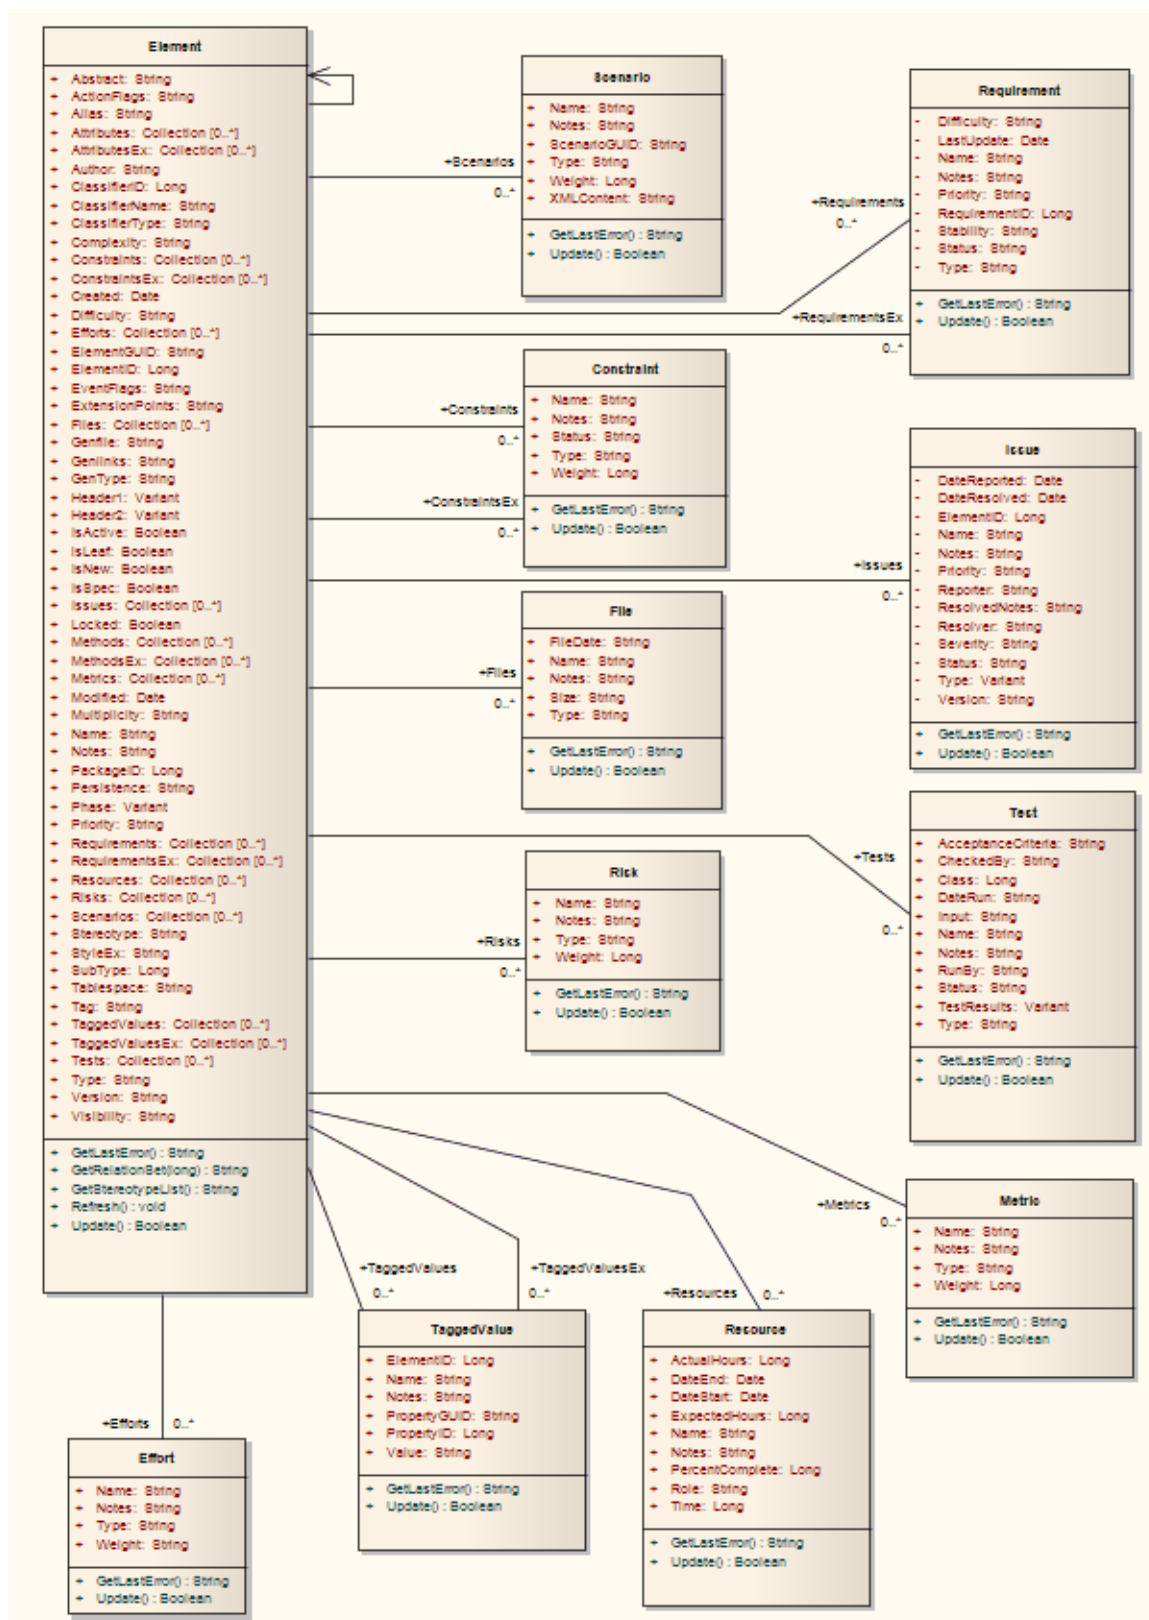 Element
+ Abstract: String
+ ActionFlags: String
+ Alias: String
+ Attributes: Collection [0..*]
+ AttributesEx: Collection [0..*]
+ Author: String
+ ClassifierID: Long
+ ClassifierName: String
+ ClassifierType: String
+ Complexity: String
+ Constraints: Collection [0..*]
+ ConstraintsEx: Collection [0..*]
+ Created: Date
+ Difficulty: String
+ Efforts: Collection [0..*]
+ ElementGUID: String
+ ElementID: Long
+ EventFlags: String
+ ExtensionPoints: String
+ Files: Collection [0..*]
+ Genfile: String
+ Genlinks: String
+ GenType: String
+ Header1: Variant
+ Header2: Variant
+ IsActive: Boolean
+ IsLeaf: Boolean
+ IsNew: Boolean
+ IsSpec: Boolean
+ Issues: Collection [0..*]
+ Locked: Boolean
+ Methods: Collection [0..*]
+ MethodsEx: Collection [0..*]
+ Metrics: Collection [0..*]
+ Modified: Date
+ Multiplicity: String
+ Name: String
+ Notes: String
+ PackageID: Long
+ Persistence: String
+ Phase: Variant
+ Priority: String
+ Requirements: Collection [0..*]
+ RequirementsEx: Collection [0..*]
+ Resources: Collection [0..*]
+ Risks: Collection [0..*]
+ Scenarios: Collection [0..*]
+ Stereotype: String
+ StyleEx: String
+ SubType: Long
+ Tablespace: String
+ Tag: String
+ TaggedValues: Collection [0..*]
+ TaggedValuesEx: Collection [0..*]
+ Tests: Collection [0..*]
+ Type: String
+ Version: String
+ Visibility: String
+ GetLastError() : String
+ GetRelationSet(long) : String
+ GetStereotypeList() : String
+ Refresh() : void
+ Update() : Boolean
+Scenarios
0..*
Scenario
+ Name: String
+ Notes: String
+ ScenarioGUID: String
+ Type: String
+ Weight: Long
+ XMLContent: String
+ GetLastError() : String
+ Update() : Boolean
+Requirements
0..*
+RequirementsEx
0..*
Requirement
- Difficulty: String
- LastUpdate: Date
- Name: String
- Notes: String
- Priority: String
- RequirementID: Long
- Stability: String
- Status: String
- Type: String
+ GetLastError() : String
+ Update() : Boolean
+Constraints
0..*
+ConstraintsEx
0..*
Constraint
+ Name: String
+ Notes: String
+ Status: String
+ Type: String
+ Weight: Long
+ GetLastError() : String
+ Update() : Boolean
+Issues
0..*
Issue
- DateReported: Date
- DateResolved: Date
- ElementID: Long
- Name: String
- Notes: String
- Priority: String
- Reporter: String
- ResolvedNotes: String
- Resolver: String
- Severity: String
- Status: String
- Type: Variant
- Version: String
+ GetLastError() : String
+ Update() : Boolean
+Files
0..*
File
+ FileDate: String
+ Name: String
+ Notes: String
+ Size: String
+ Type: String
+ GetLastError() : String
+ Update() : Boolean
+Tests
0..*
Test
+ AcceptanceCriteria: String
+ CheckedBy: String
+ Class: Long
+ DateRun: String
+ Input: String
+ Name: String
+ Notes: String
+ RunBy: String
+ Status: String
+ TestResults: Variant
+ Type: String
+ GetLastError() : String
+ Update() : Boolean
+Risks
0..*
Risk
+ Name: String
+ Notes: String
+ Type: String
+ Weight: Long
+ GetLastError() : String
+ Update() : Boolean
+Metrics
0..*
Metric
+ Name: String
+ Notes: String
+ Type: String
+ Weight: Long
+ GetLastError() : String
+ Update() : Boolean
+TaggedValues
0..*
+TaggedValuesEx
0..*
TaggedValue
+ ElementID: Long
+ Name: String
+ Notes: String
+ PropertyGUID: String
+ PropertyID: Long
+ Value: String
+ GetLastError() : String
+ Update() : Boolean
+Resources
0..*
Resource
+ ActualHours: Long
+ DateEnd: Date
+ DateStart: Date
+ ExpectedHours: Long
+ Name: String
+ Notes: String
+ PercentComplete: Long
+ Role: String
+ Time: Long
+ GetLastError() : String
+ Update() : Boolean
+Efforts
0..*
Effort
+ Name: String
+ Notes: String
+ Type: String
+ Weight: String
+ GetLastError() : String
+ Update() : Boolean